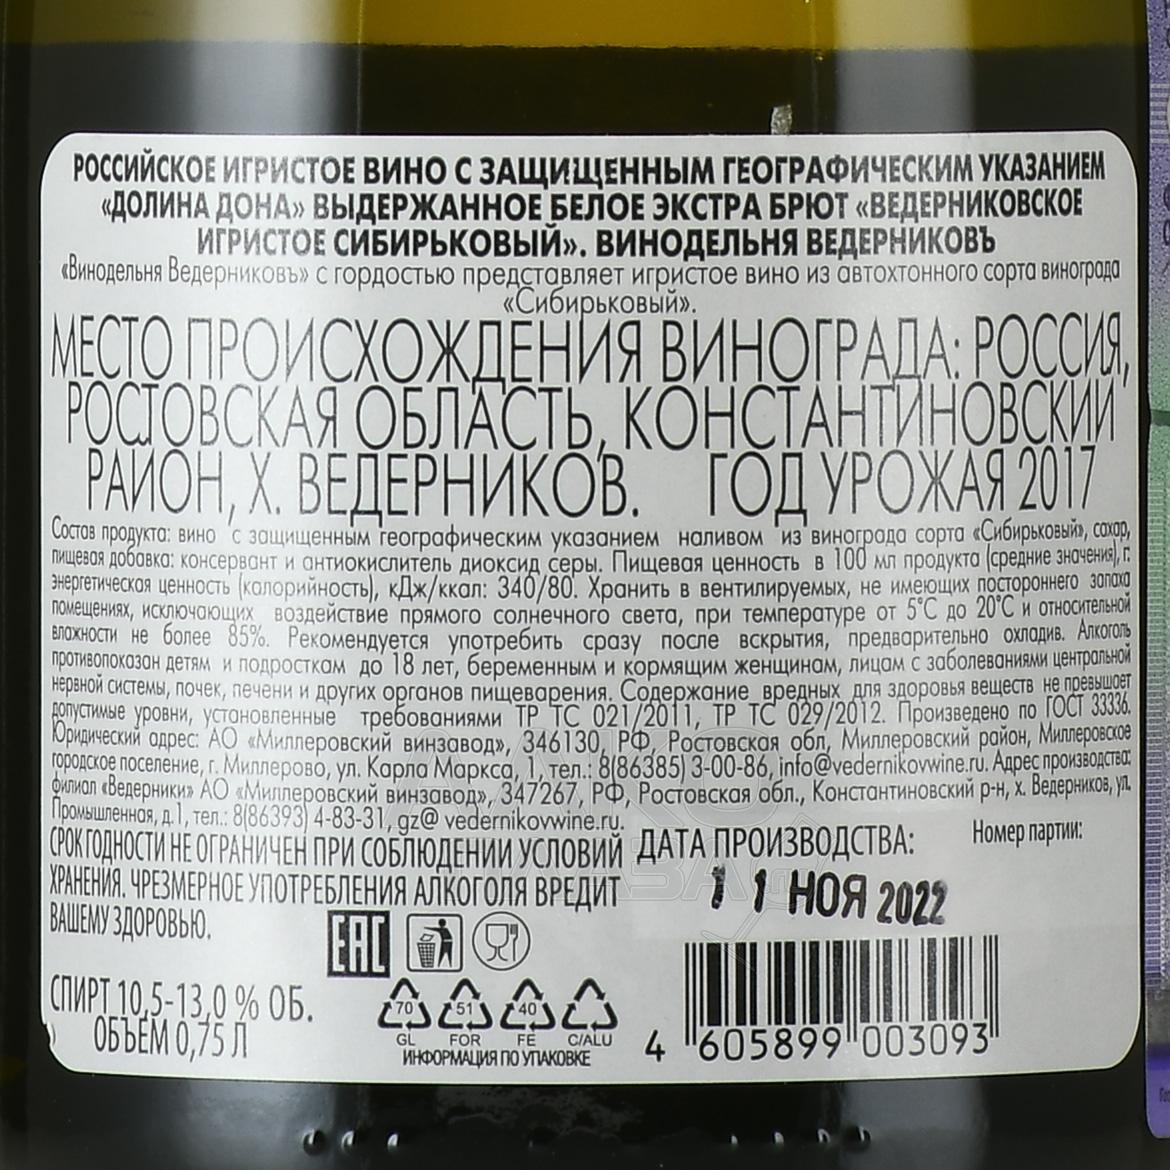 РОССИЙСКОЕ ИГРИСТОЕ ВИНО С ЗАЩИЩЕННЫМ ГЕОГРАФИЧЕСКИМ УКАЗАНИЕМ
«ДОЛИНА ДОНА» ВЫДЕРЖАННОЕ БЕЛОЕ ЭКСТРА БРЮТ «ВЕДЕРНИКОВСКОЕ
ИГРИСТОЕ СИБИРЬКОВЫЙ». ВИНОДЕЛЬНЯ ВЕДЕРНИКОВЪ
«Винодельня Ведерниковъ» с гордостью представляет игристое вино из автохтонного сорта винограда
«Сибирьковый».
МЕСТО ПРОИСХОЖДЕНИЯ ВИНОГРАДА: РОССИЯ,
РОСТОВСКАЯ ОБЛАСТЬ, КОНСТАНТИНОВСКИЙ
РАЙОН, Х. ВЕДЕРНИКОВ. ГОД УРОЖАЯ 2017
Состав продукта: вино с защищенным географическим указанием наливом из винограда сорта «Сибирьковый», сахар,
пищевая добавка: консервант и антиокислитель диоксид серы. Пищевая ценность в 100 мл продукта (средние значения), г:
энергетическая ценность (калорийность), кДж/ккал: 340/80. Хранить в вентилируемых, не имеющих постороннего запаха
помещениях, исключающих воздействие прямого солнечного света, при температуре от 5°С до 20°С и относительной
влажности не более 85%. Рекомендуется употребить сразу после вскрытия, предварительно охладив. Алкоголь
противопоказан детям и подросткам до 18 лет, беременным и кормящим женщинам, лицам с заболеваниями центральной
нервной системы, почек, печени и других органов пищеварения. Содержание вредных для здоровья веществ не превышает
допустимые уровни, установленные требованиями ТР ТС 021/2011, ТР ТС 029/2012. Произведено по ГОСТ 33336.
Юридический адрес: АО «Миллеровский винзавод», 346130, РФ, Ростовская обл, Миллеровский район, Миллеровское
городское поселение, г. Миллерово, ул. Карла Маркса, 1, тел.: 8(86385) 3-00-86, info@vedernikovwine.ru. Адрес производства:
филиал «Ведерники» АО «Миллеровский винзавод», 347267, РФ, Ростовская обл., Константиновский р-н, х. Ведерников, ул.
Промышленная, д.1, тел.: 8(86393) 4-83-31, gz@ vedernikovwine.ru.
СРОК ГОДНОСТИ НЕ ОГРАНИЧЕН ПРИ СОБЛЮДЕНИИ УСЛОВИЙ
ХРАНЕНИЯ. ЧРЕЗМЕРНОЕ УПОТРЕБЛЕНИЯ АЛКОГОЛЯ ВРЕДИТ
ВАШЕМУ ЗДОРОВЬЮ.
ДАТА ПРОИЗВОДСТВА:
Номер партии:
11 НОЯ 2022
EAC
СПИРТ 10,5-13,0 % ОБ.
ОБЪЕМ 0,75 Л
70 51 40
GL FOR FE C/ALU
ИНФОРМАЦИЯ ПО УПАКОВКЕ
4 605899 003093